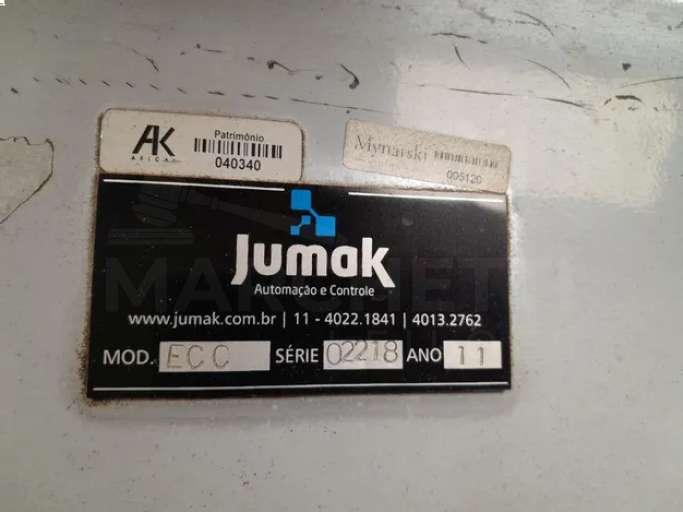 AK
Patrimônio
040340
Mynarski
005120
Jumak
Automação e Controle
www.jumak.com.br | 11 - 4022.1841 | 4013.2762
MOD. ECC SÉRIE 02218 ANO 11